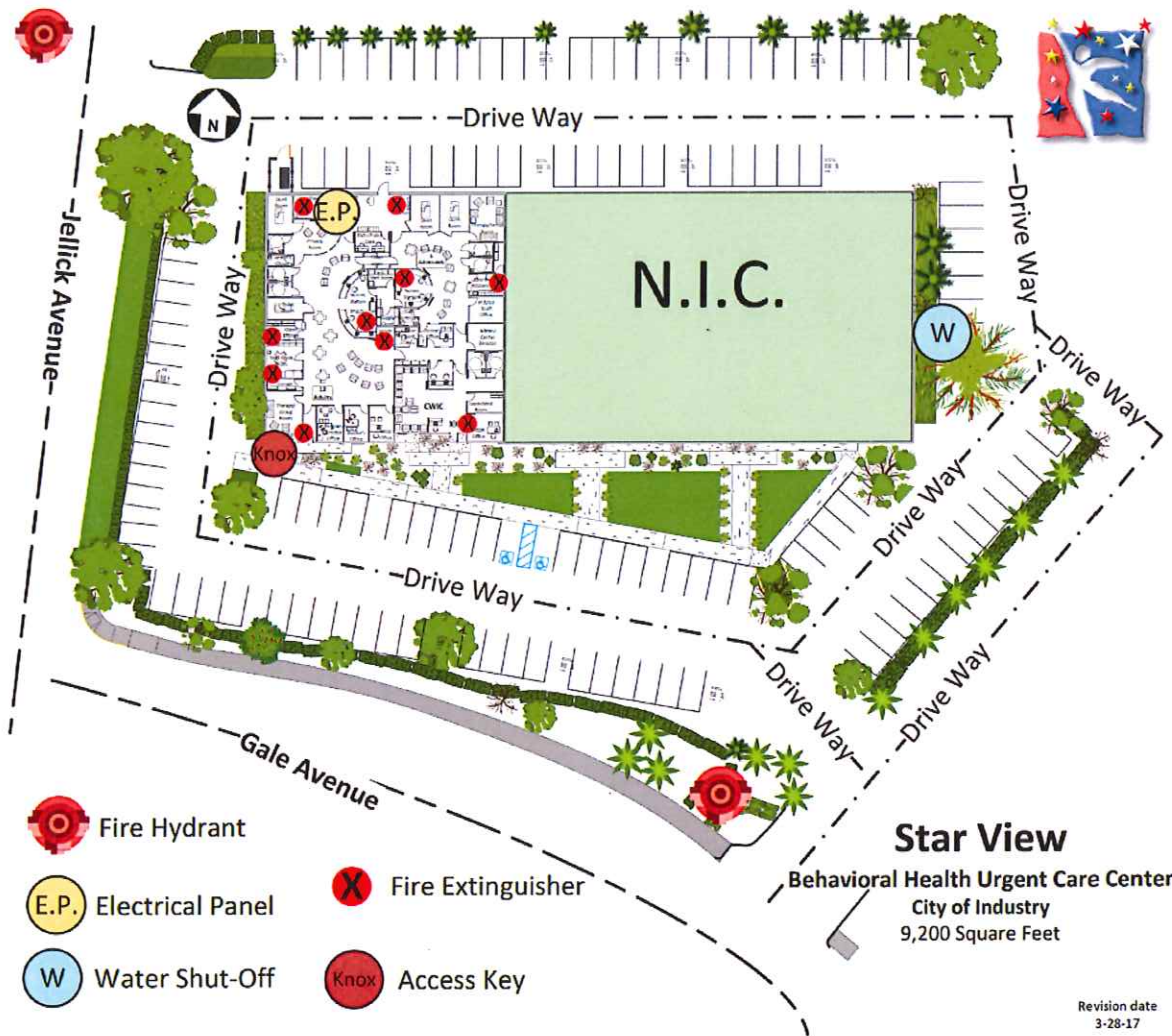 Drive Way
N
Jellick Avenue
Drive Way
E.P.
X
X
X
X
X
X
X
X
X
X
N.I.C.
Drive Way
W
Drive Way
Adults
CWIC
Knox
Drive Way
Drive Way
Drive Way
Drive Way
Gale Avenue
Fire Hydrant
E.P. Electrical Panel
X Fire Extinguisher
W Water Shut-Off
Knox Access Key
Star View
Behavioral Health Urgent Care Center
City of Industry
9,200 Square Feet
Revision date
3-28-17